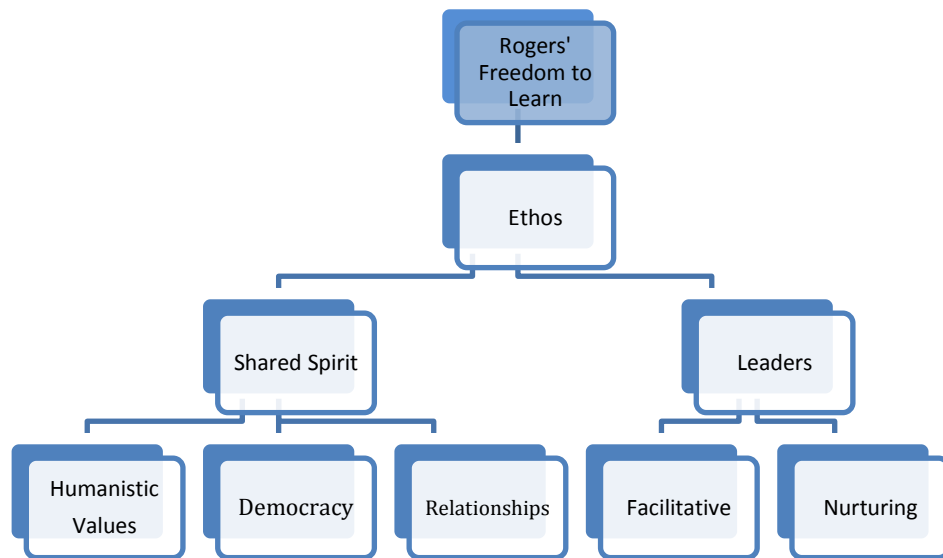 Rogers'
Freedom to
Learn
Ethos
Shared Spirit
Leaders
Humanistic
Values
Democracy
Relationships
Facilitative
Nurturing